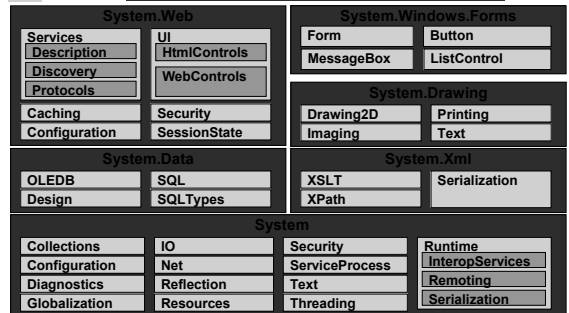 System.Web
Services
Description
Discovery
Protocols
UI
HtmlControls
WebControls
Caching
Security
Configuration
SessionState
System.Windows.Forms
Form
Button
MessageBox
ListControl
System.Drawing
Drawing2D
Printing
Imaging
Text
System.Data
OLEDB
SQL
Design
SQLTypes
System.Xml
XSLT
Serialization
XPath
System
Collections
IO
Security
Runtime
InteropServices
Configuration
Net
ServiceProcess
Remoting
Diagnostics
Reflection
Text
Serialization
Globalization
Resources
Threading